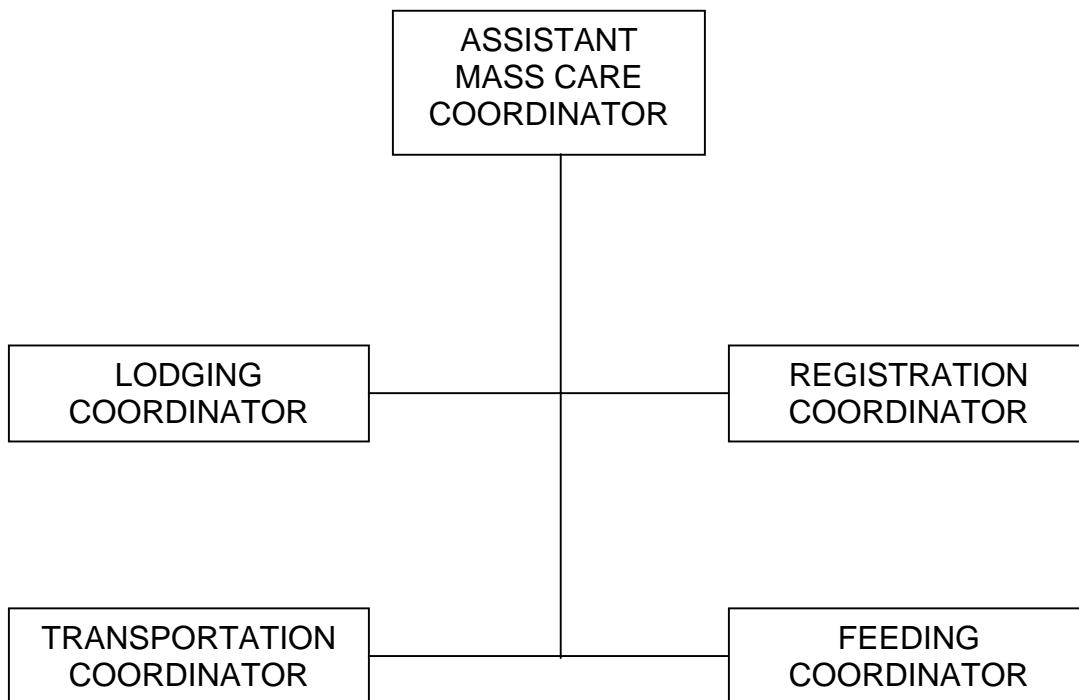 ASSISTANT
MASS CARE
COORDINATOR
LODGING
COORDINATOR
REGISTRATION
COORDINATOR
TRANSPORTATION
COORDINATOR
FEEDING
COORDINATOR